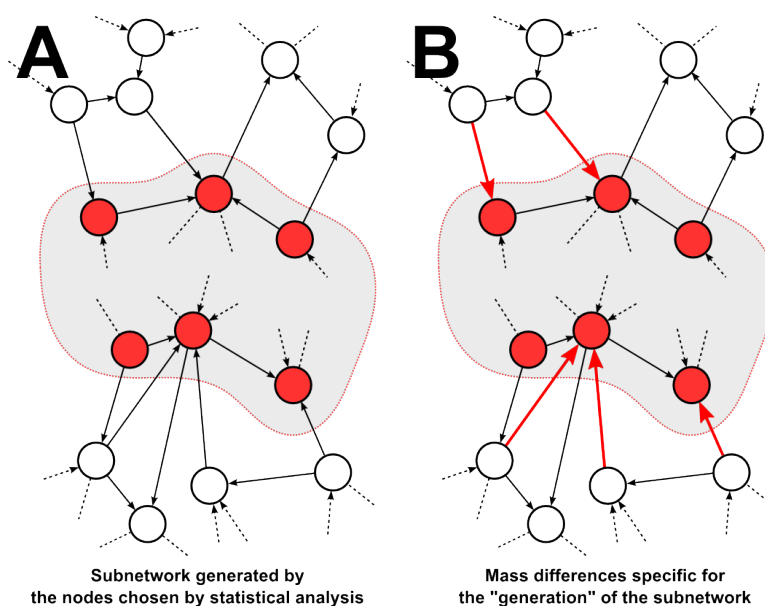 A
B
Subnetwork generated by
the nodes chosen by statistical analysis
Mass differences specific for
the "generation" of the subnetwork